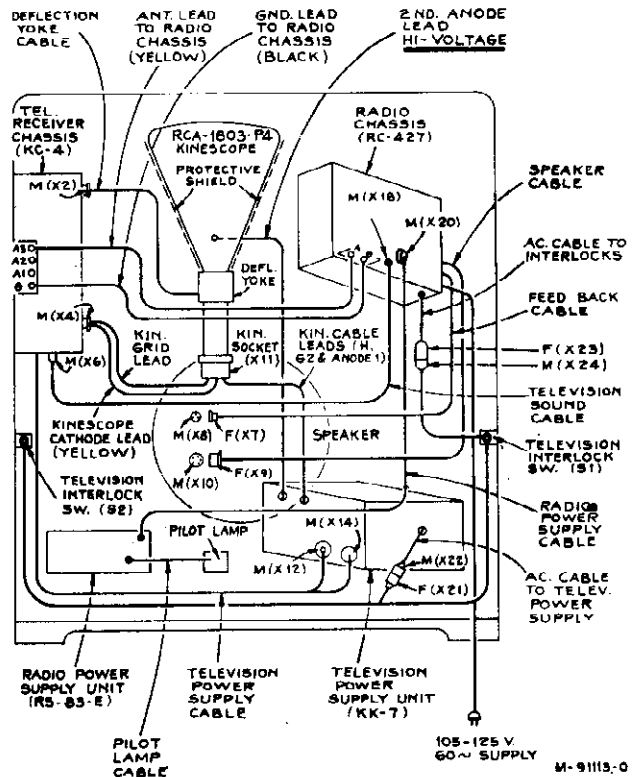 DEFLECTION
YOKE
CABLE
ANT. LEAD
TO RADIO
CHASSIS
(YELLOW)
GND. LEAD
TO RADIO
CHASSIS
(BLACK)
2ND. ANODE
LEAD
HI-VOLTAGE
TEL.
RECEIVER
CHASSIS
(KC-4)
RCA-1803-P4
KINESCOPE
PROTECTIVE
SHIELD
RADIO
CHASSIS
(RC-427)
SPEAKER
CABLE
M(X2)
M(X18)
M(X20)
A.C. CABLE TO
INTERLOCKS
A20
A10
G
A
DEFL.
YOKE
FEED BACK
CABLE
M(X4)
KIN.
GRID
LEAD
KIN.
SOCKET
(X11)
KIN. CABLE
LEADS (H.
G2 & ANODE 1)
F(X23)
M(X24)
M(X6)
TELEVISION
SOUND
CABLE
KINESCOPE
CATHODE LEAD
(YELLOW)
M(X8)
F(X7)
SPEAKER
M(X10)
F(X9)
TELEVISION
INTERLOCK
SW. (S2)
TELEVISION
INTERLOCK
SW. (S1)
PILOT LAMP
M(X14)
M(X12)
M(X22)
F(X21)
RADIO
POWER
SUPPLY
CABLE
A.C. CABLE
TO TELEV.
POWER
SUPPLY
RADIO POWER
SUPPLY UNIT
(RS-83-E)
TELEVISION
POWER
SUPPLY
CABLE
TELEVISION
POWER
SUPPLY UNIT
(KK-7)
PILOT
LAMP
CABLE
105-125 V.
60~ SUPPLY
M-91113-0